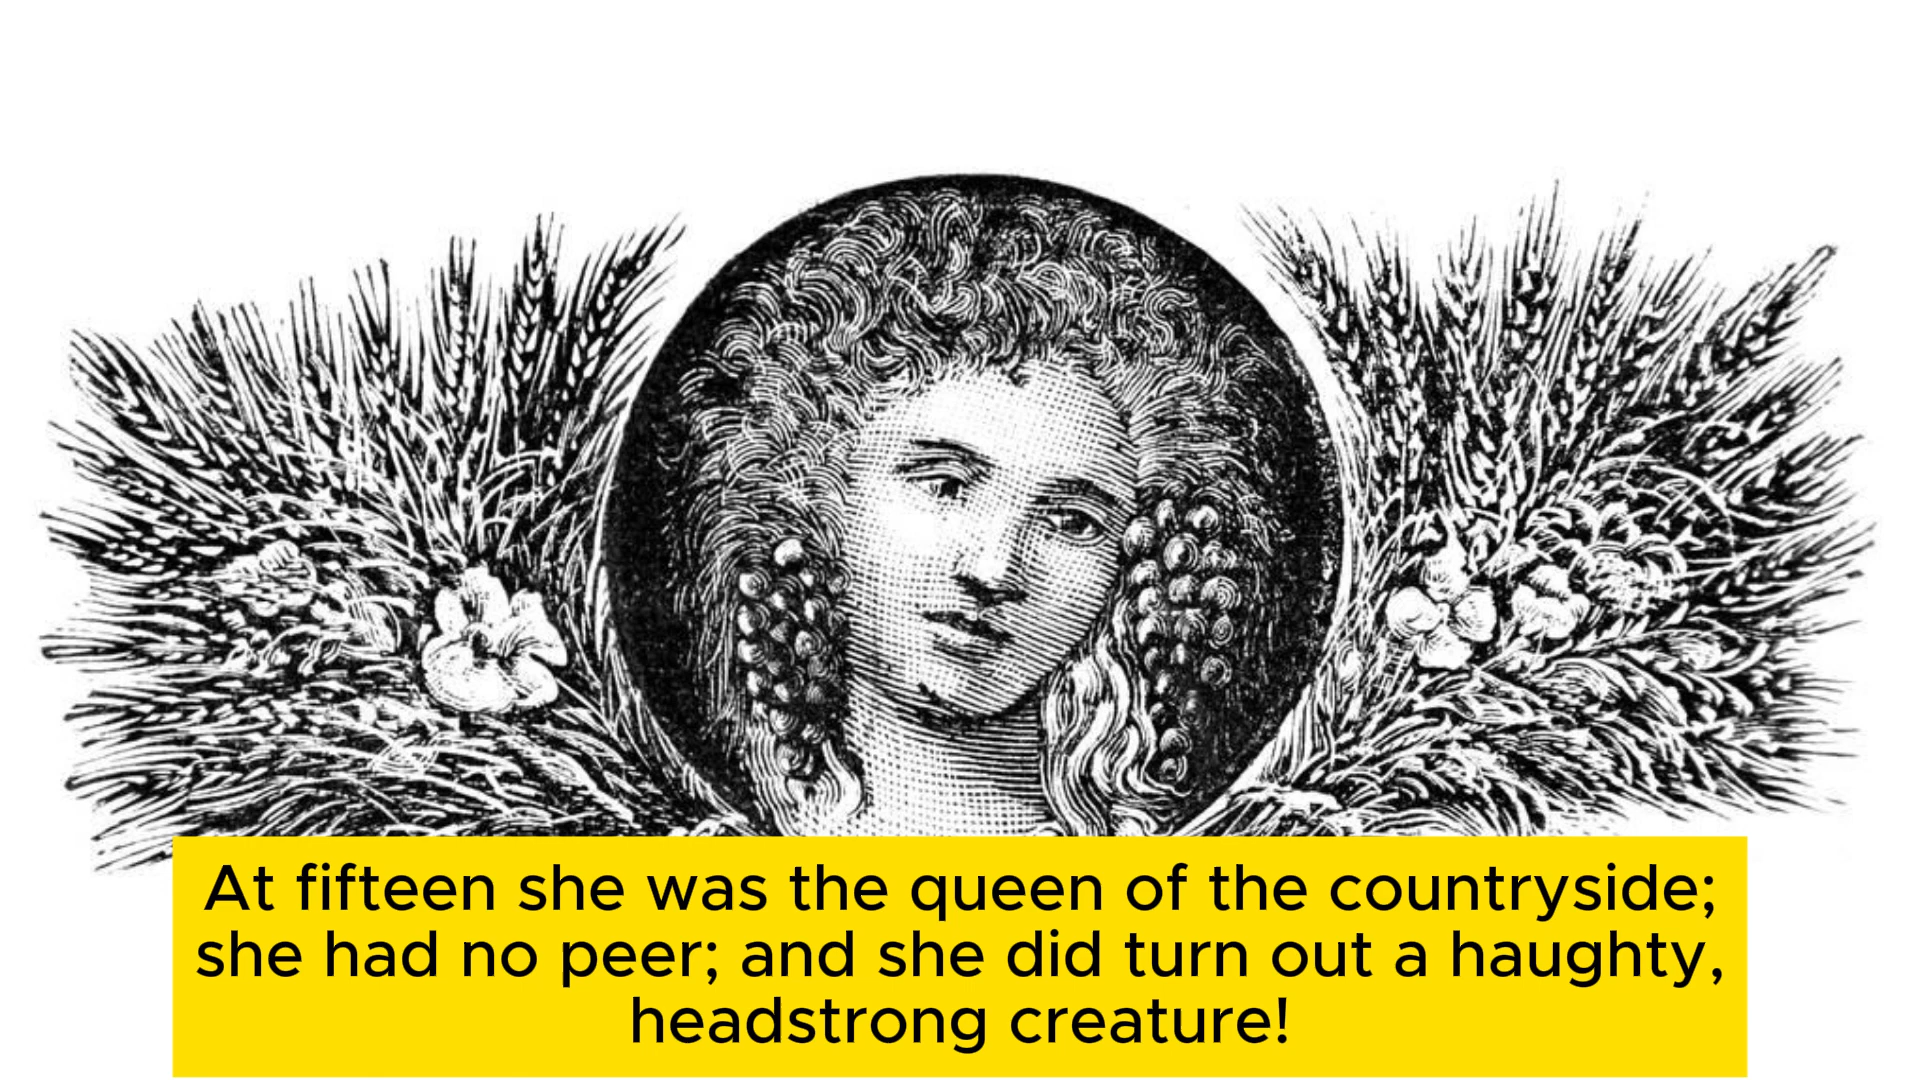 At fifteen she was the queen of the countryside;
she had no peer; and she did turn out a haughty,
headstrong creature!